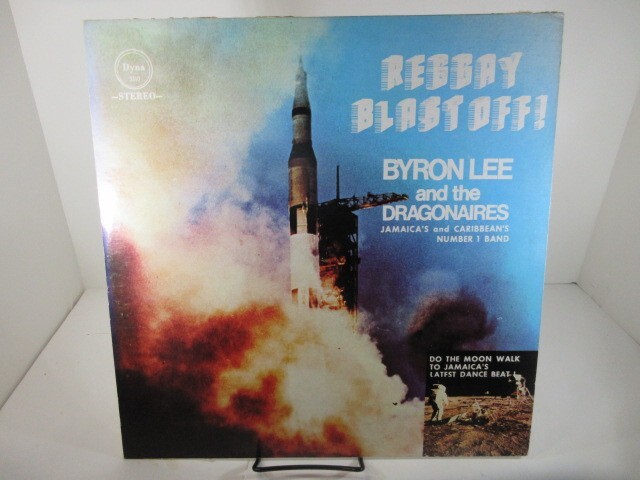 Dyna
STEREO
REGGAY
BLAST OFF!
BYRON LEE
and the
DRAGONAIRES
JAMAICA'S and CARIBBEAN'S
NUMBER 1 BAND
DO THE MOON WALK
TO JAMAICA'S
LATEST DANCE BEAT!